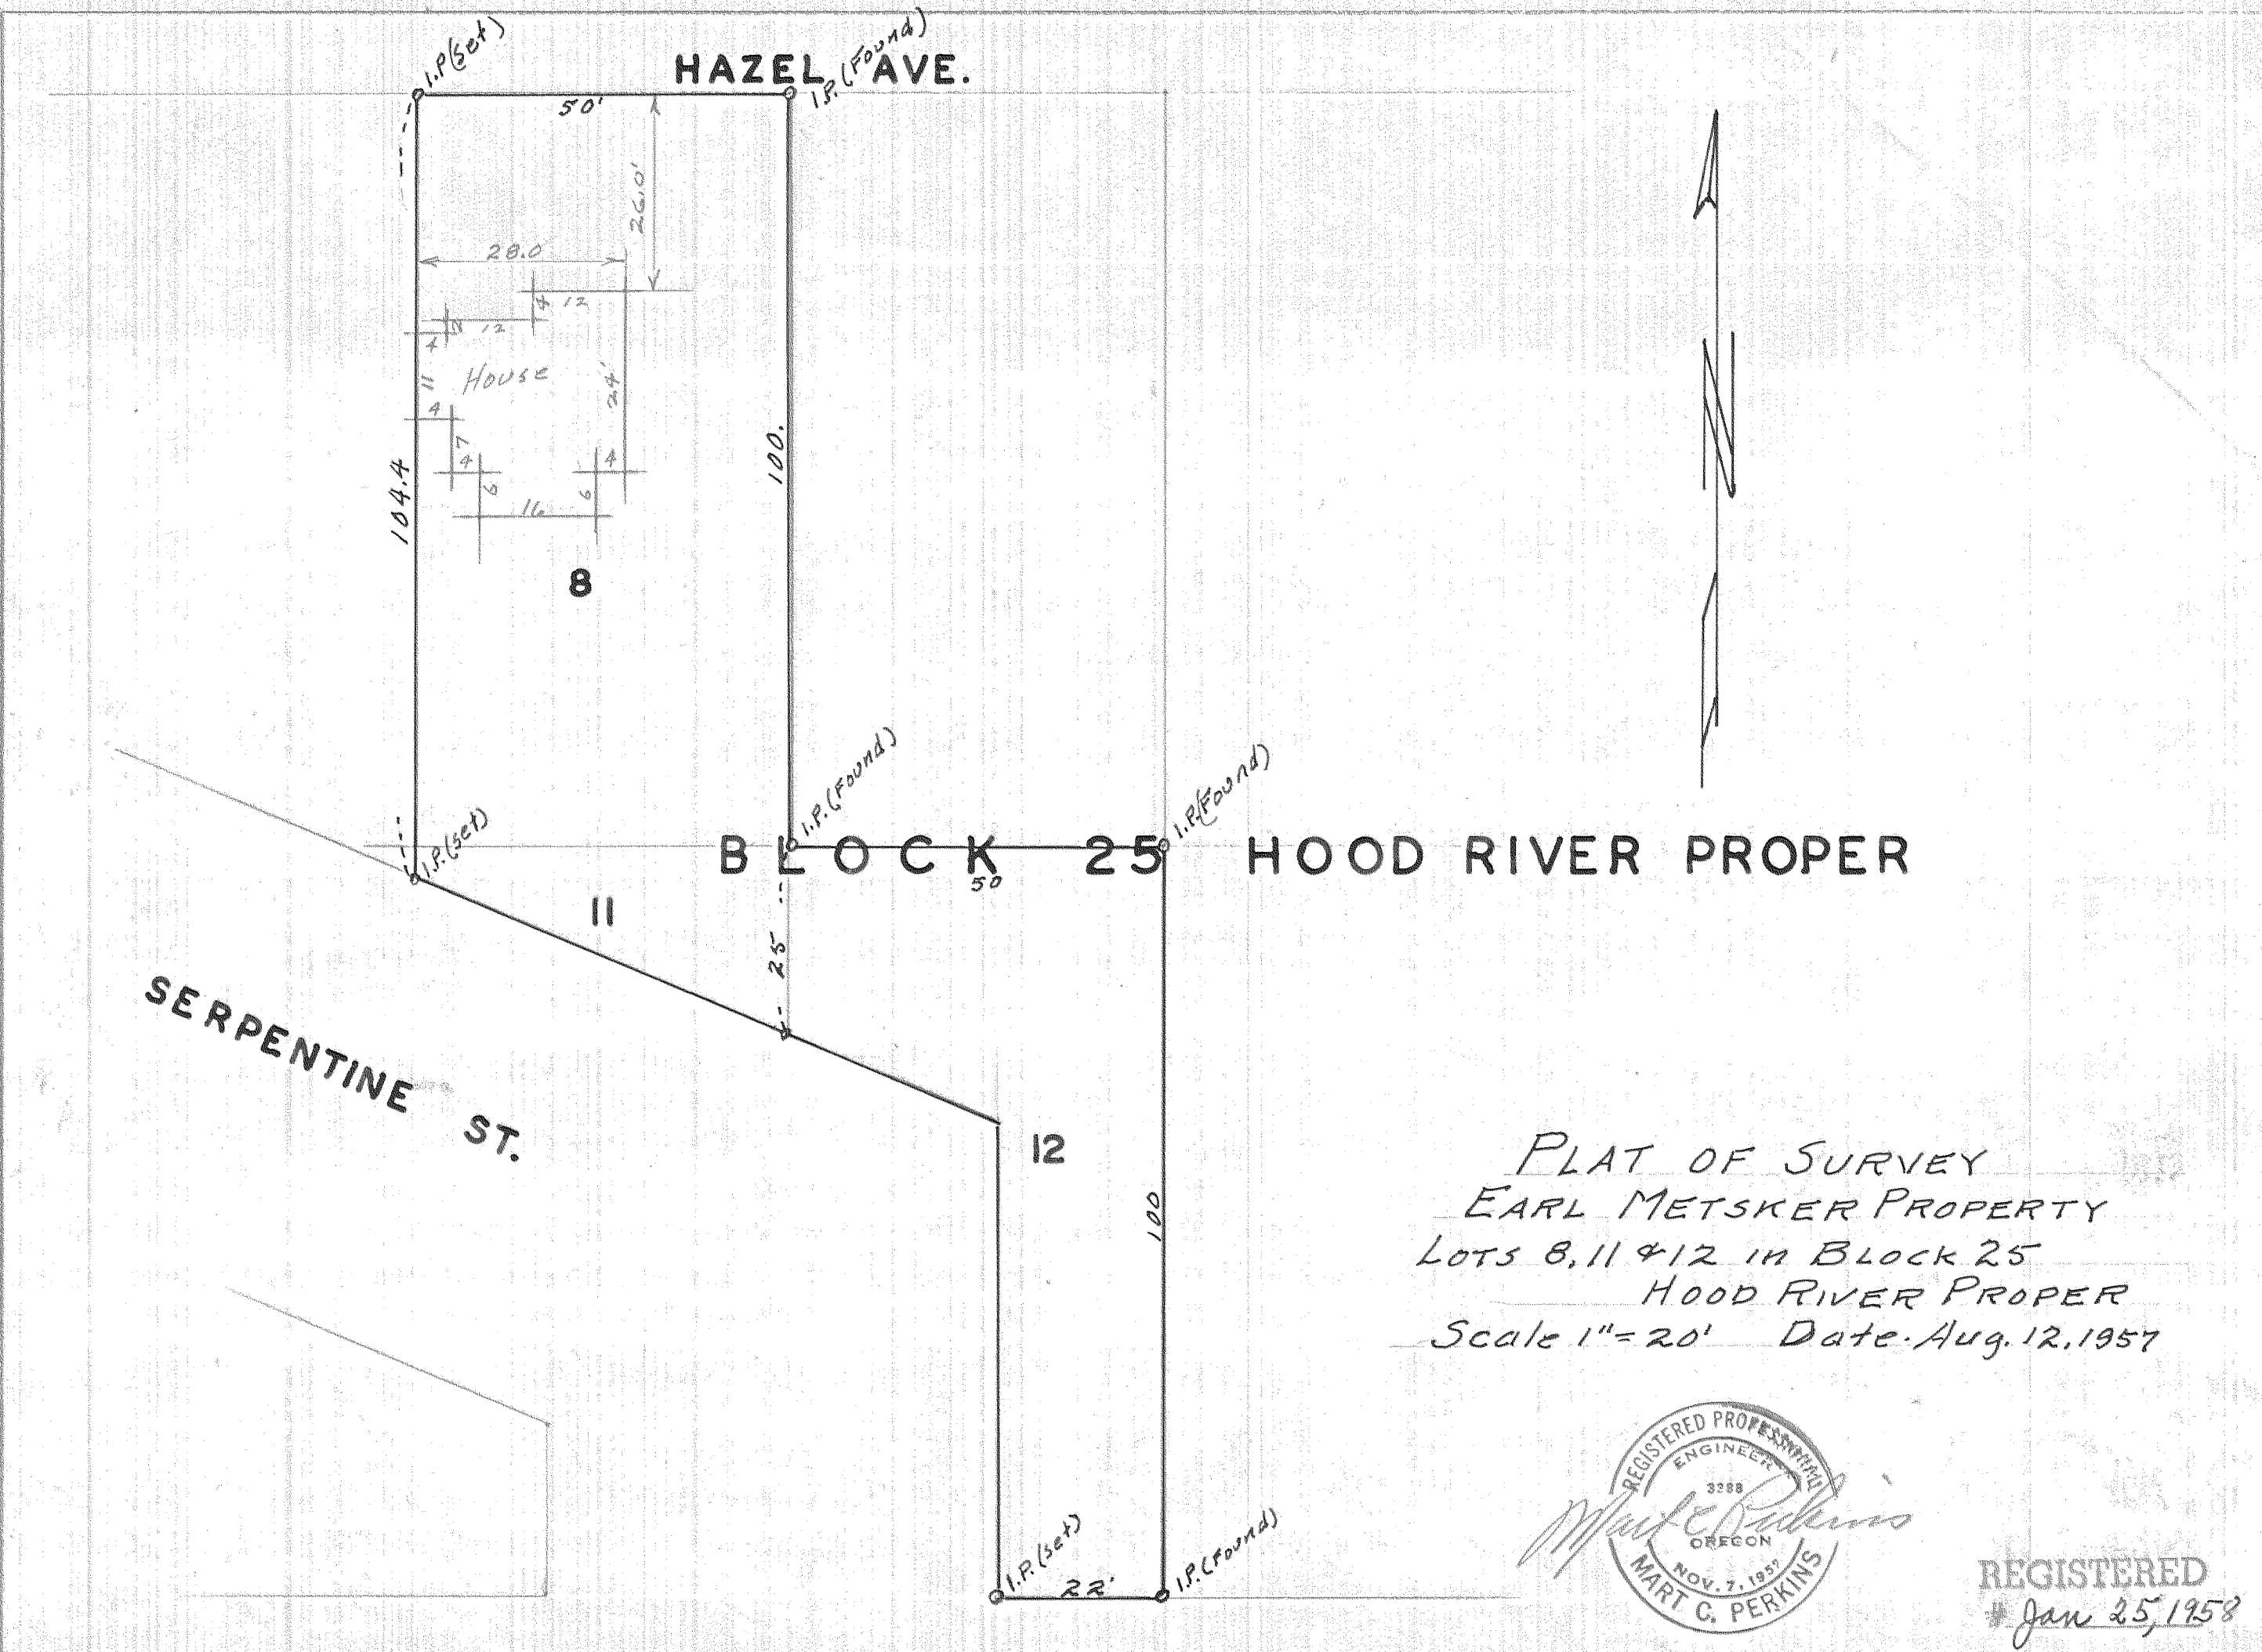 I.P.(Set)
HAZEL AVE.
I.P.(Found)
50'
26.0'
28.0
4
12
2
12
4
House
11
24'
4
7
4
4
6
6
16
104.4
100.
8
I.P.(Found)
I.P.(Found)
I.P.(set)
BLOCK 25 HOOD RIVER PROPER
50
11
25
SERPENTINE ST.
12
100
N
PLAT OF SURVEY
EARL METSKER PROPERTY
LOTS 8,11 & 12 in BLOCK 25
HOOD RIVER PROPER
Scale 1"=20' Date. Aug. 12, 1957
I.P.(set)
22'
I.P.(Found)
REGISTERED PROFESSIONAL
ENGINEER
3288
Mart C Perkins
OREGON
NOV. 7, 1957
MART C. PERKINS
REGISTERED
# Jan 25, 1958